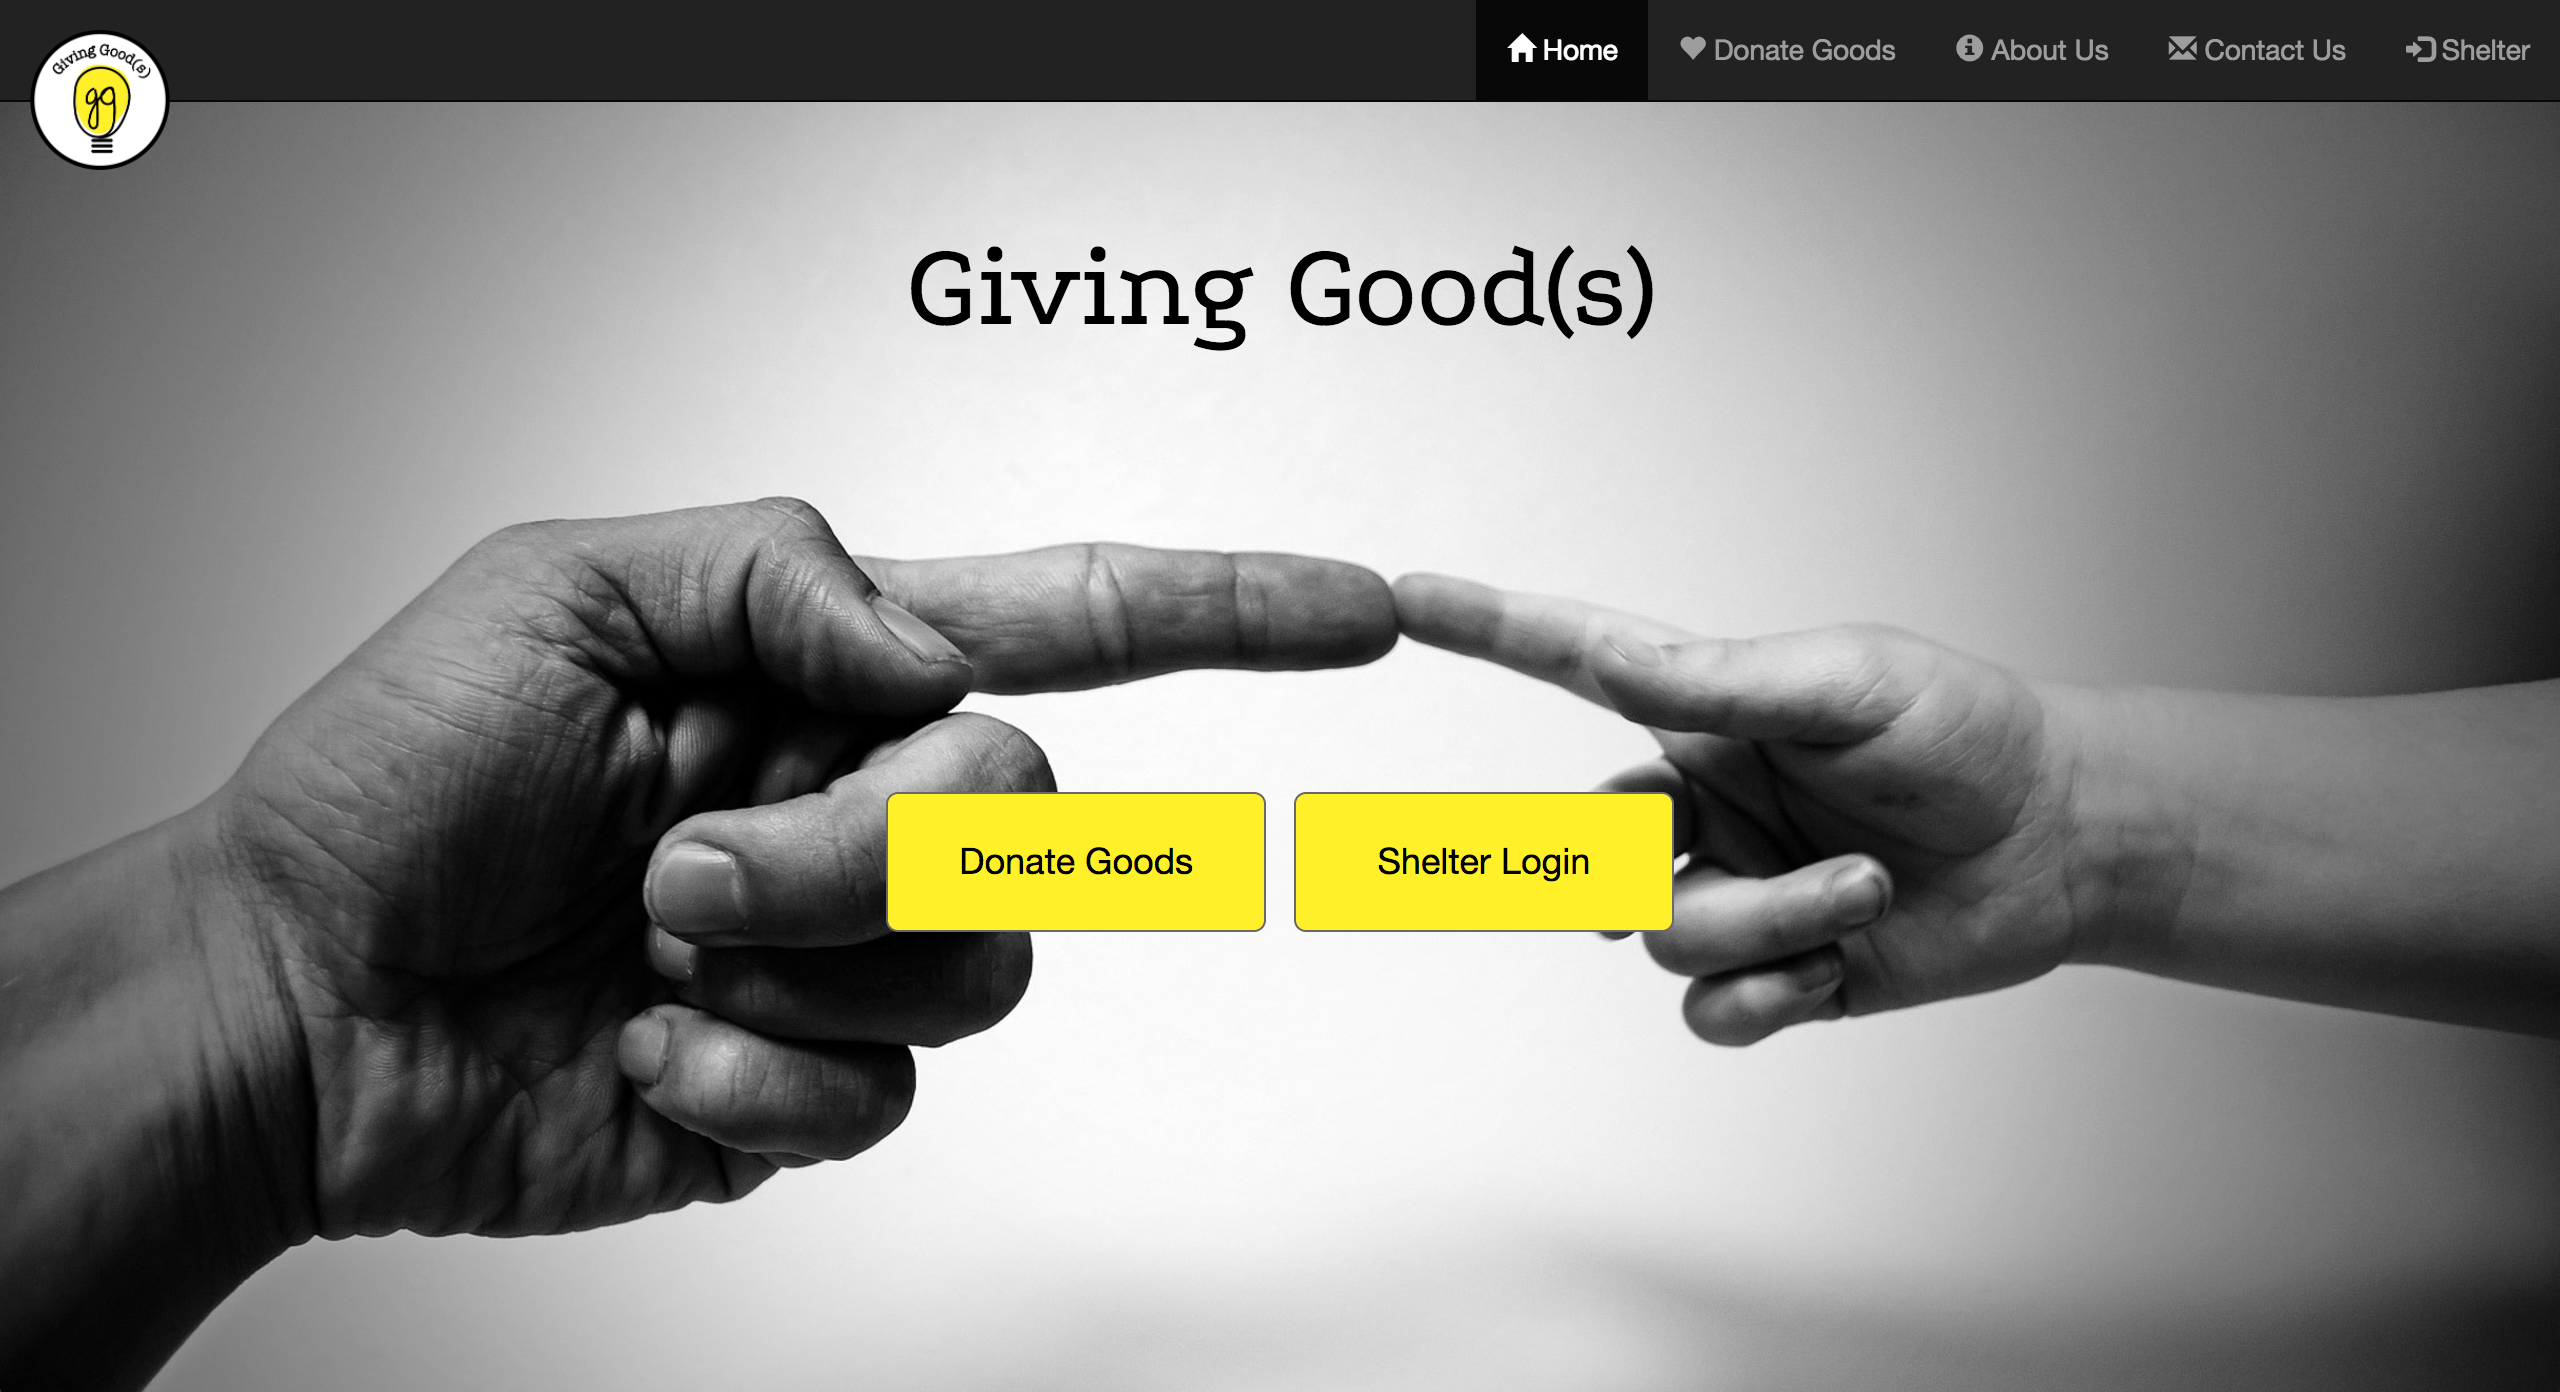 Giving Good(s)
gg
Home
Donate Goods
About Us
Contact Us
Shelter
Giving Good(s)
Donate Goods
Shelter Login